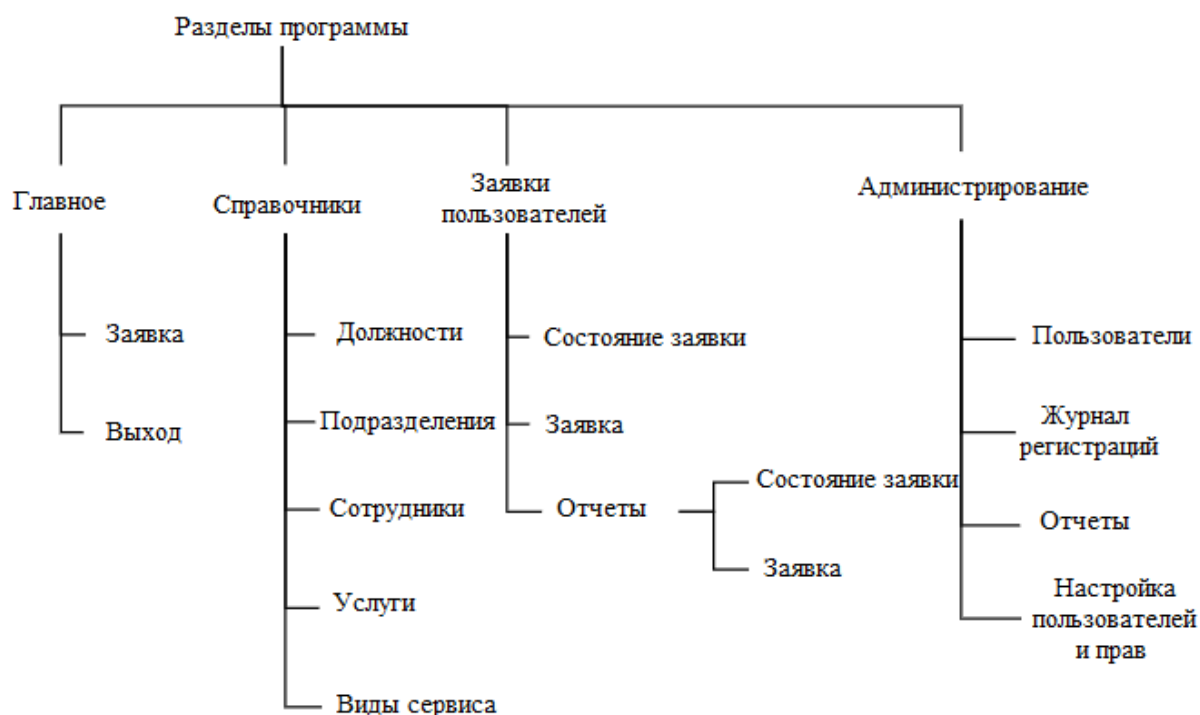 Разделы программы
Главное
Справочники
Заявки
пользователей
Администрирование
Заявка
Выход
Должности
Подразделения
Сотрудники
Услуги
Виды сервиса
Состояние заявки
Заявка
Отчеты
Состояние заявки
Заявка
Пользователи
Журнал
регистраций
Отчеты
Настройка
пользователей
и прав